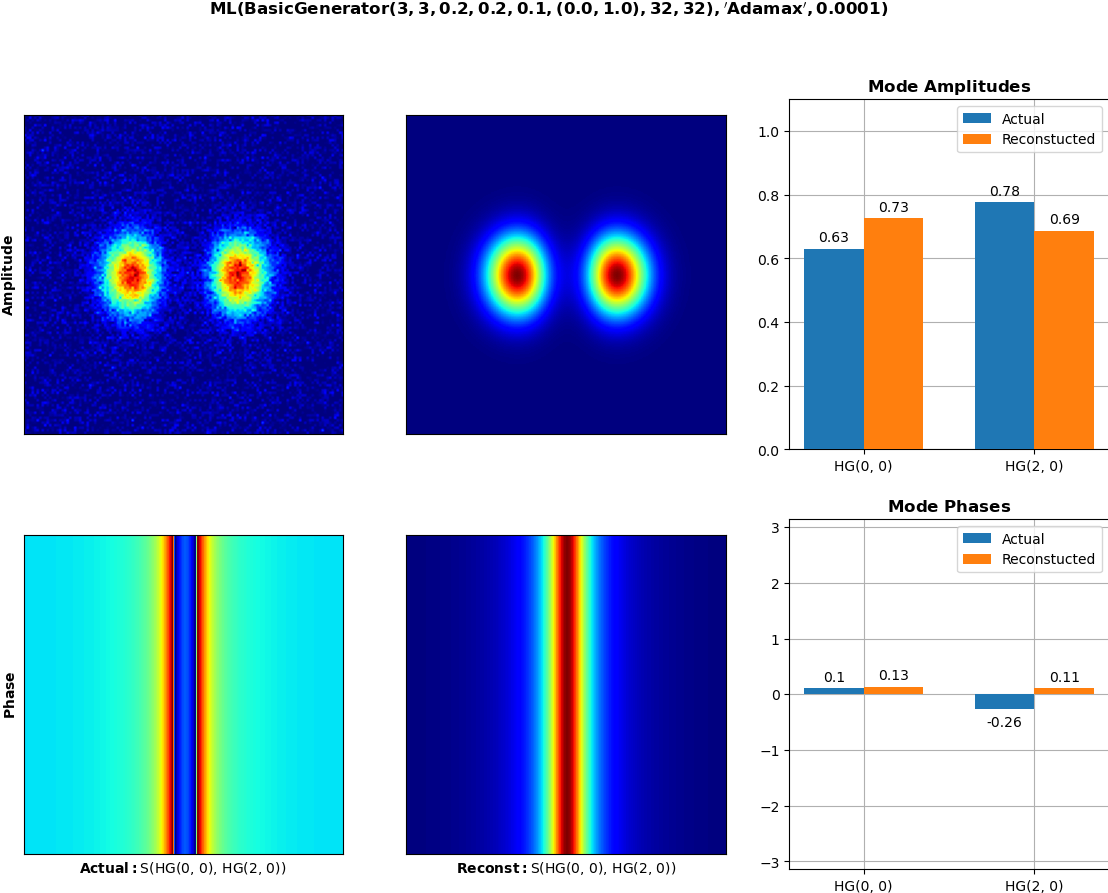 ML(BasicGenerator(3, 3, 0.2, 0.2, 0.1, (0.0, 1.0), 32, 32), ′Adamax′, 0.0001)
Amplitude
Mode Amplitudes
Actual
Reconstucted
1.0
0.8
0.6
0.4
0.2
0.0
0.63
0.73
0.78
0.69
HG(0, 0)
HG(2, 0)
Phase
Actual: S(HG(0, 0), HG(2, 0))
Reconst: S(HG(0, 0), HG(2, 0))
Mode Phases
Actual
Reconstucted
3
2
1
0
−1
−2
−3
0.1
0.13
-0.26
0.11
HG(0, 0)
HG(2, 0)